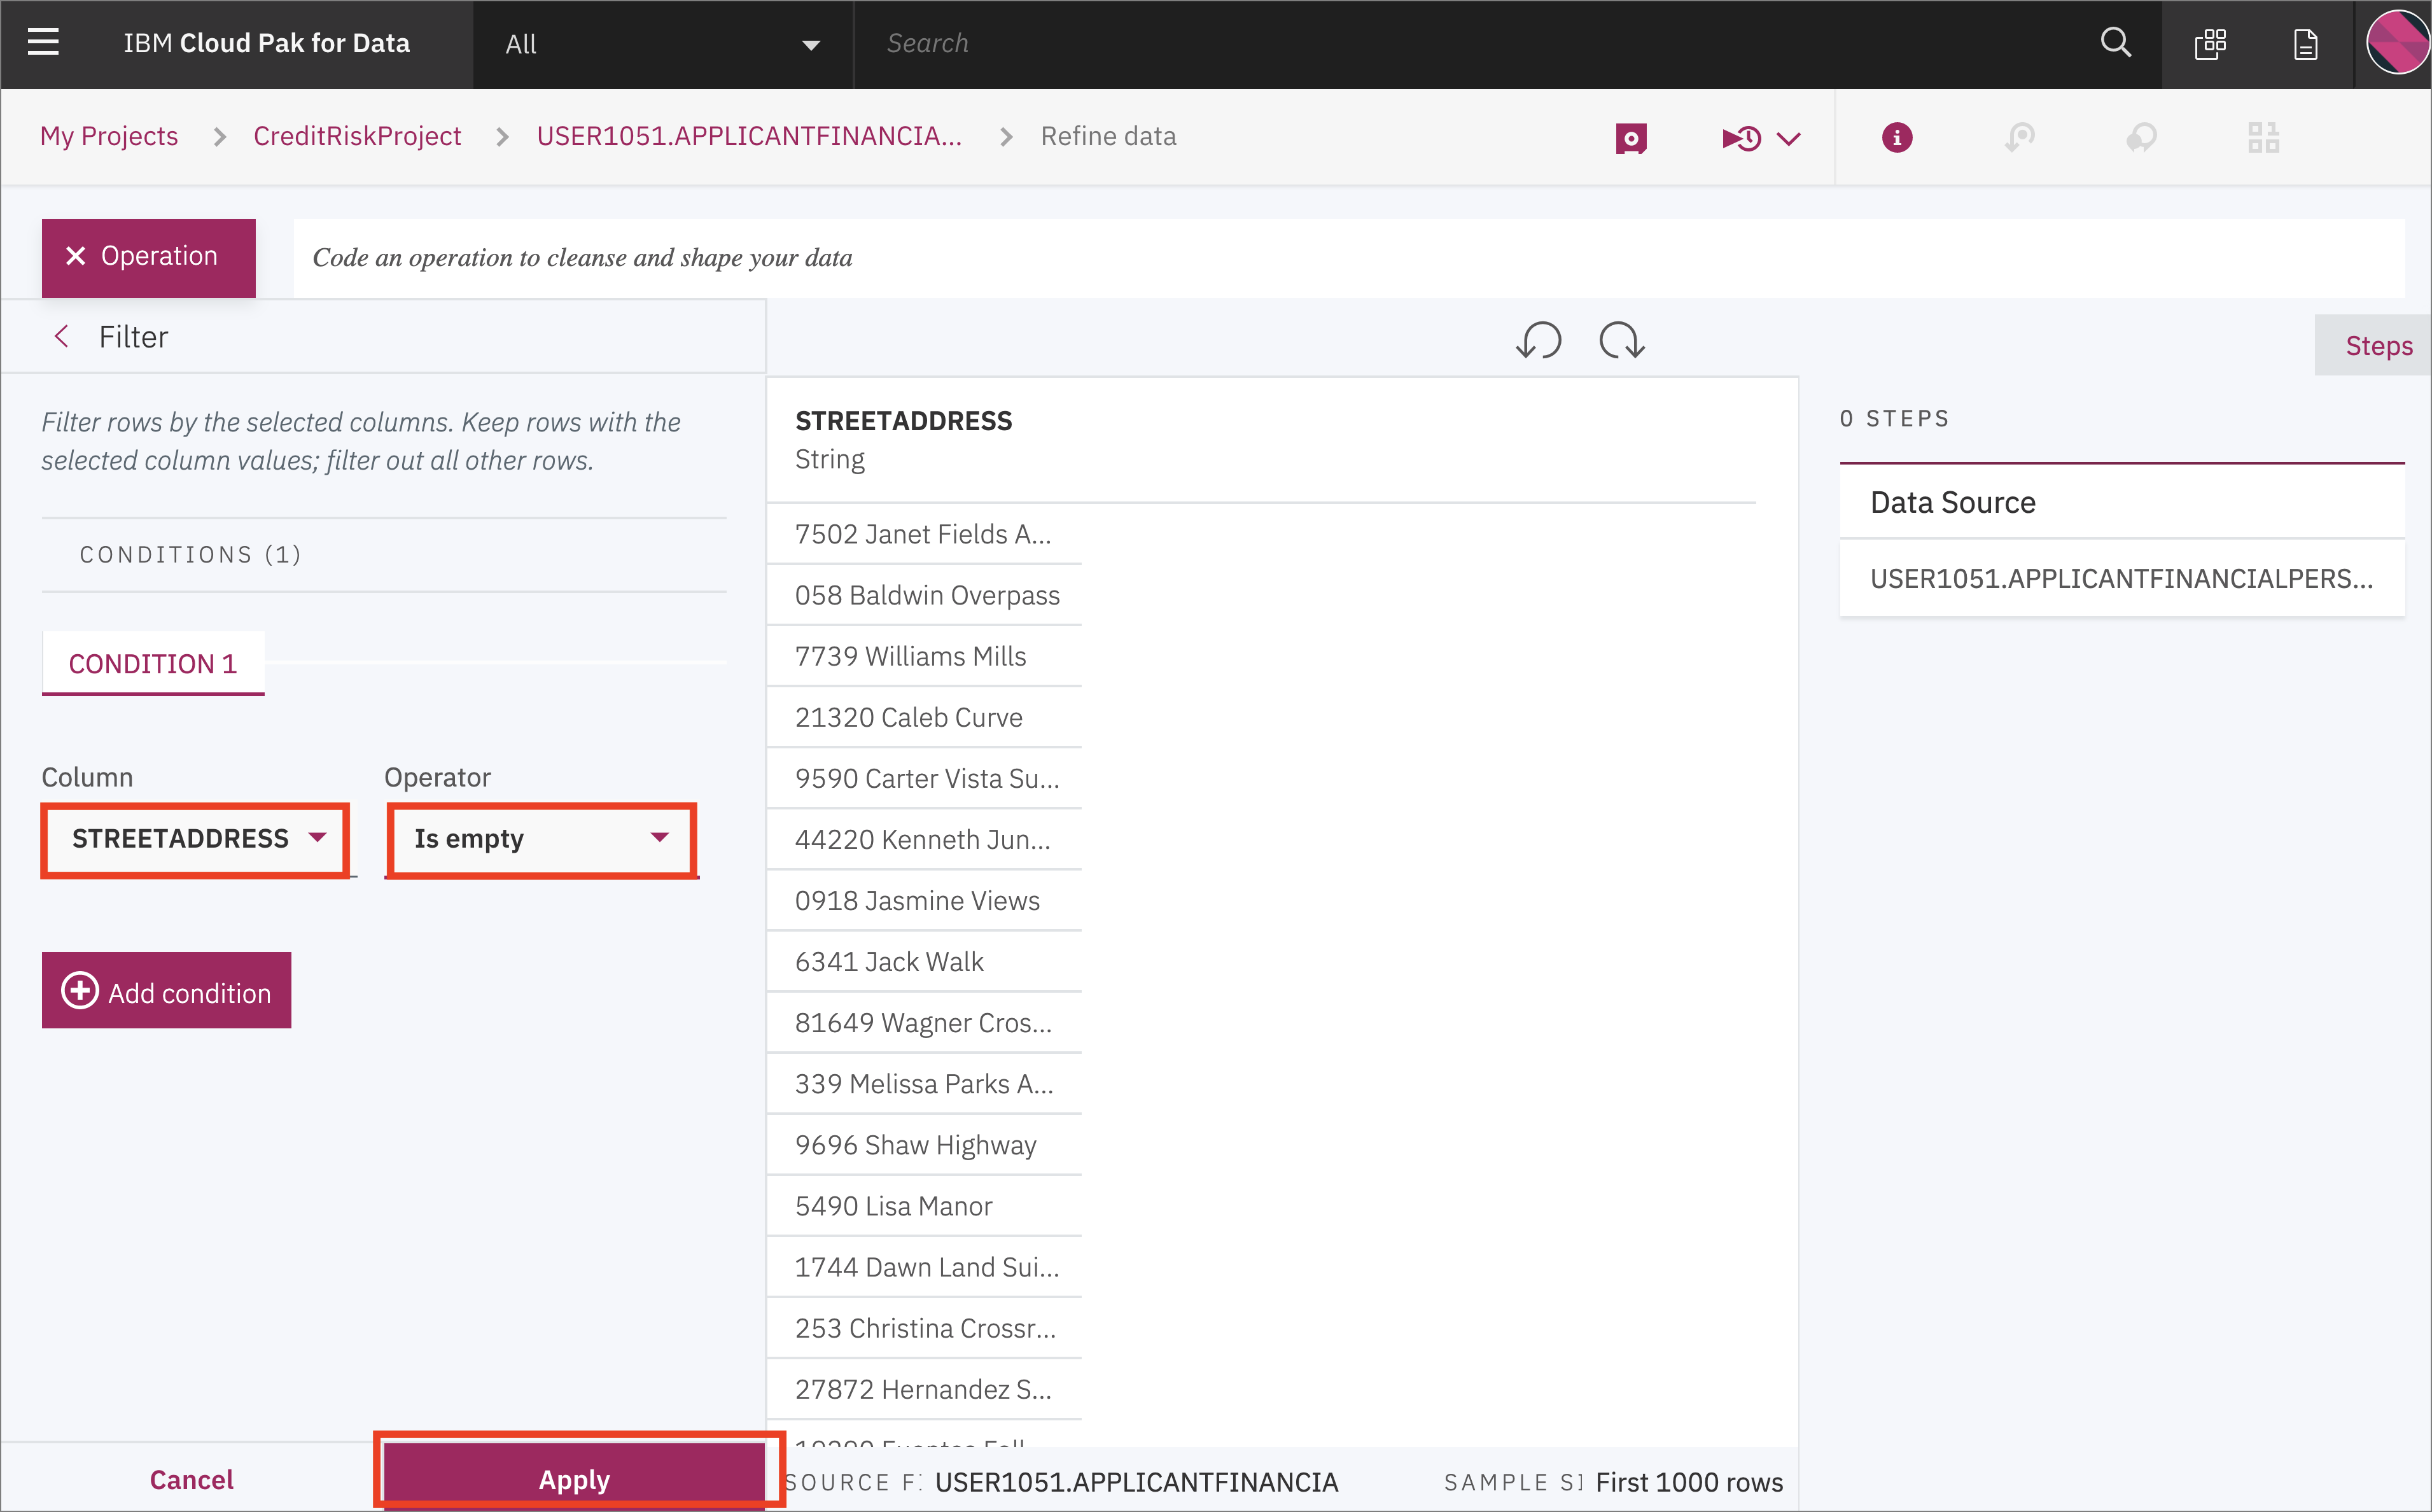 IBM Cloud Pak for Data
All
Search
My Projects
CreditRiskProject
USER1051.APPLICANTFINANCIA...
Refine data
Operation
Code an operation to cleanse and shape your data
Filter
Steps
Filter rows by the selected columns. Keep rows with the
selected column values; filter out all other rows.
CONDITIONS (1)
CONDITION 1
Column
Operator
STREETADDRESS
Is empty
Add condition
Cancel
Apply
STREETADDRESS
String
7502 Janet Fields A...
058 Baldwin Overpass
7739 Williams Mills
21320 Caleb Curve
9590 Carter Vista Su...
44220 Kenneth Jun...
0918 Jasmine Views
6341 Jack Walk
81649 Wagner Cros...
339 Melissa Parks A...
9696 Shaw Highway
5490 Lisa Manor
1744 Dawn Land Sui...
253 Christina Crossr...
27872 Hernandez S...
SOURCE F USER1051.APPLICANTFINANCIA
SAMPLE S First 1000 rows
0 STEPS
Data Source
USER1051.APPLICANTFINANCIALPERS...